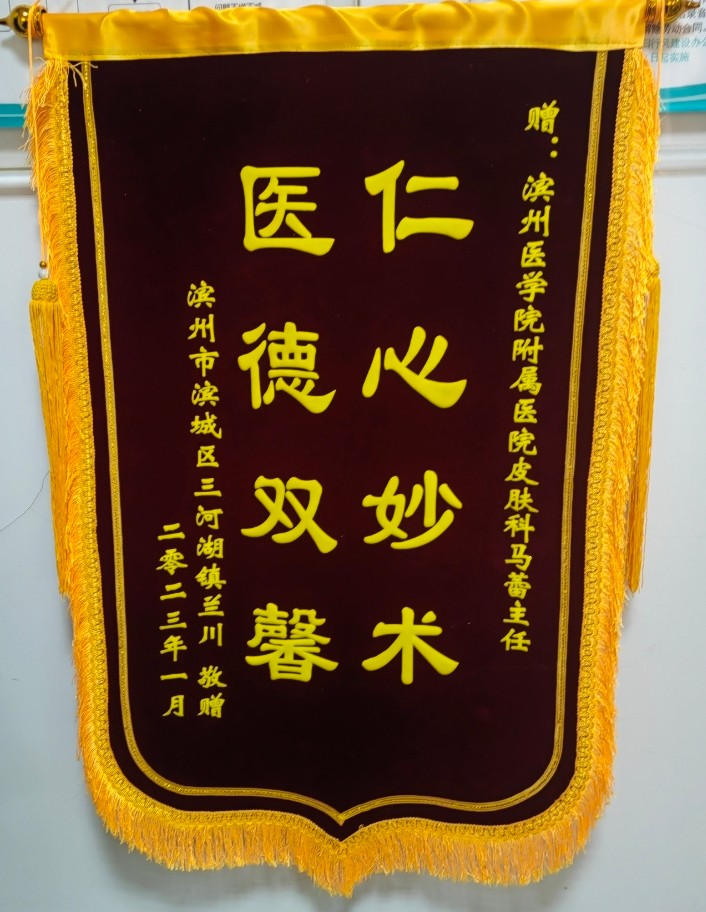 赠：滨州医学院附属医院皮肤科马蕾主任
仁心妙术
医德双馨
滨州市滨城区三河湖镇兰川 敬赠
二零二三年一月